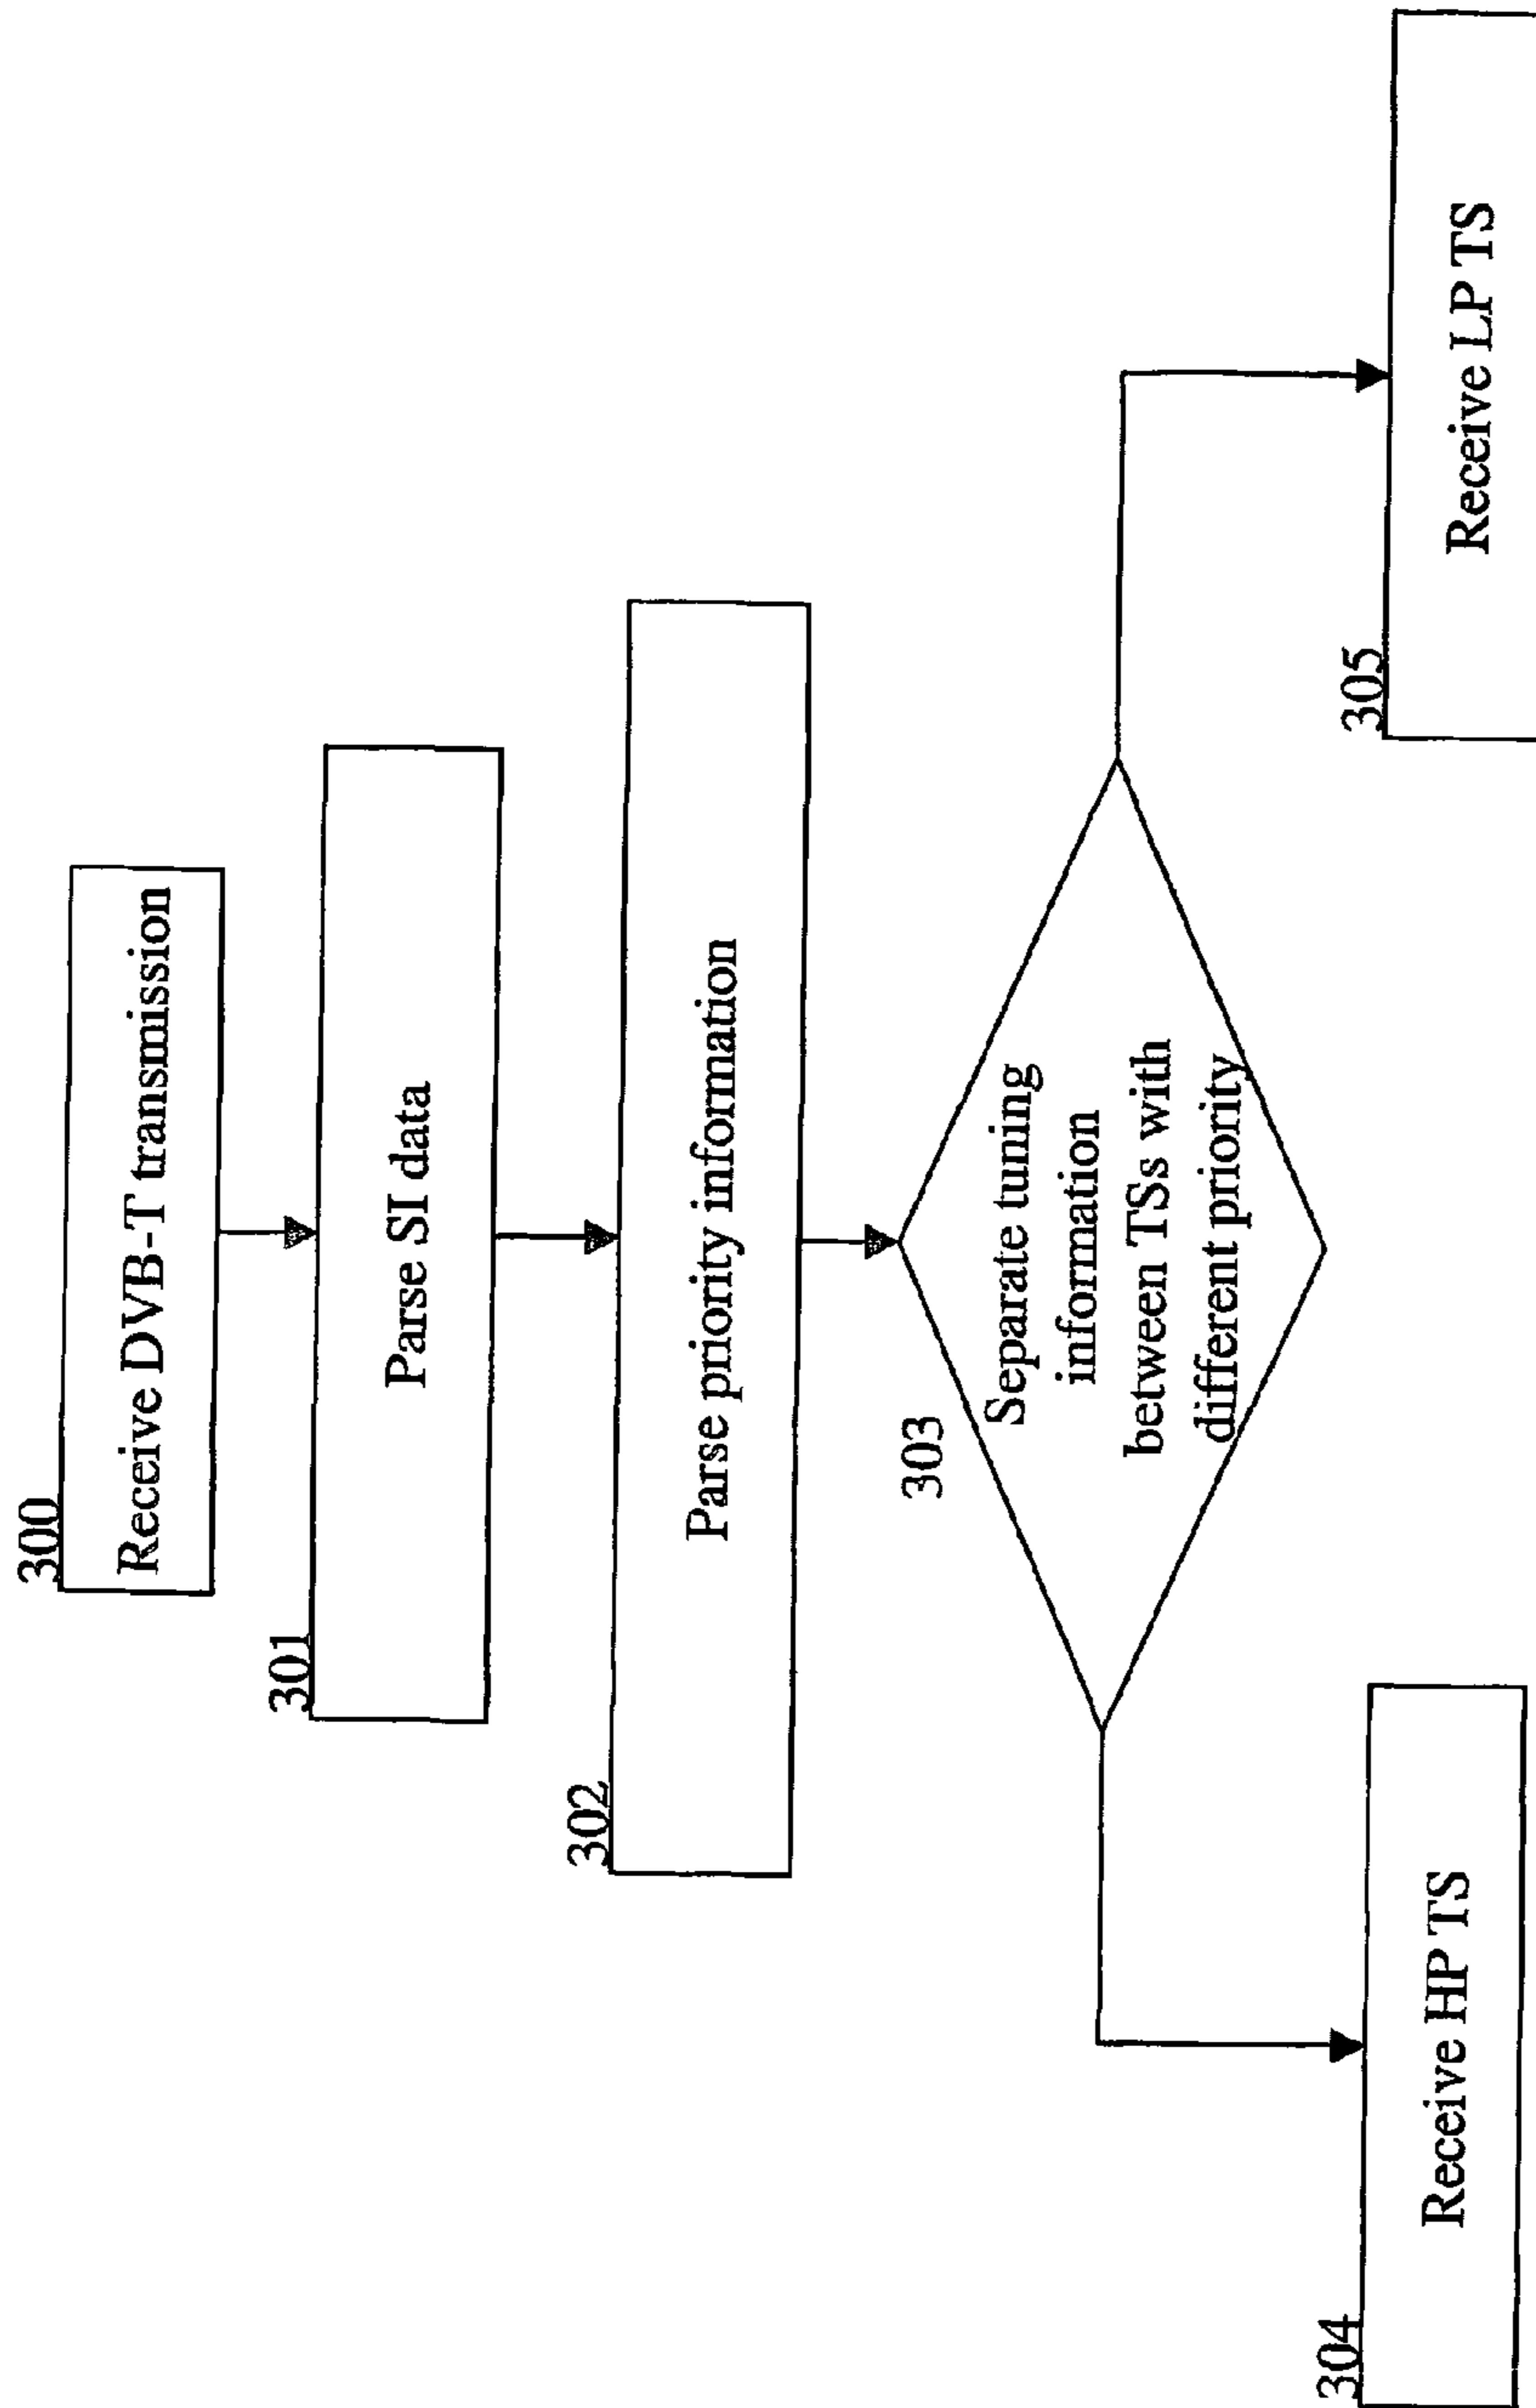 300
Receive DVB-T transmission
301
Parse SI data
302
Parse priority information
303
Separate tuning
information
between TSs with
different priority
304
Receive HP TS
305
Receive LP TS